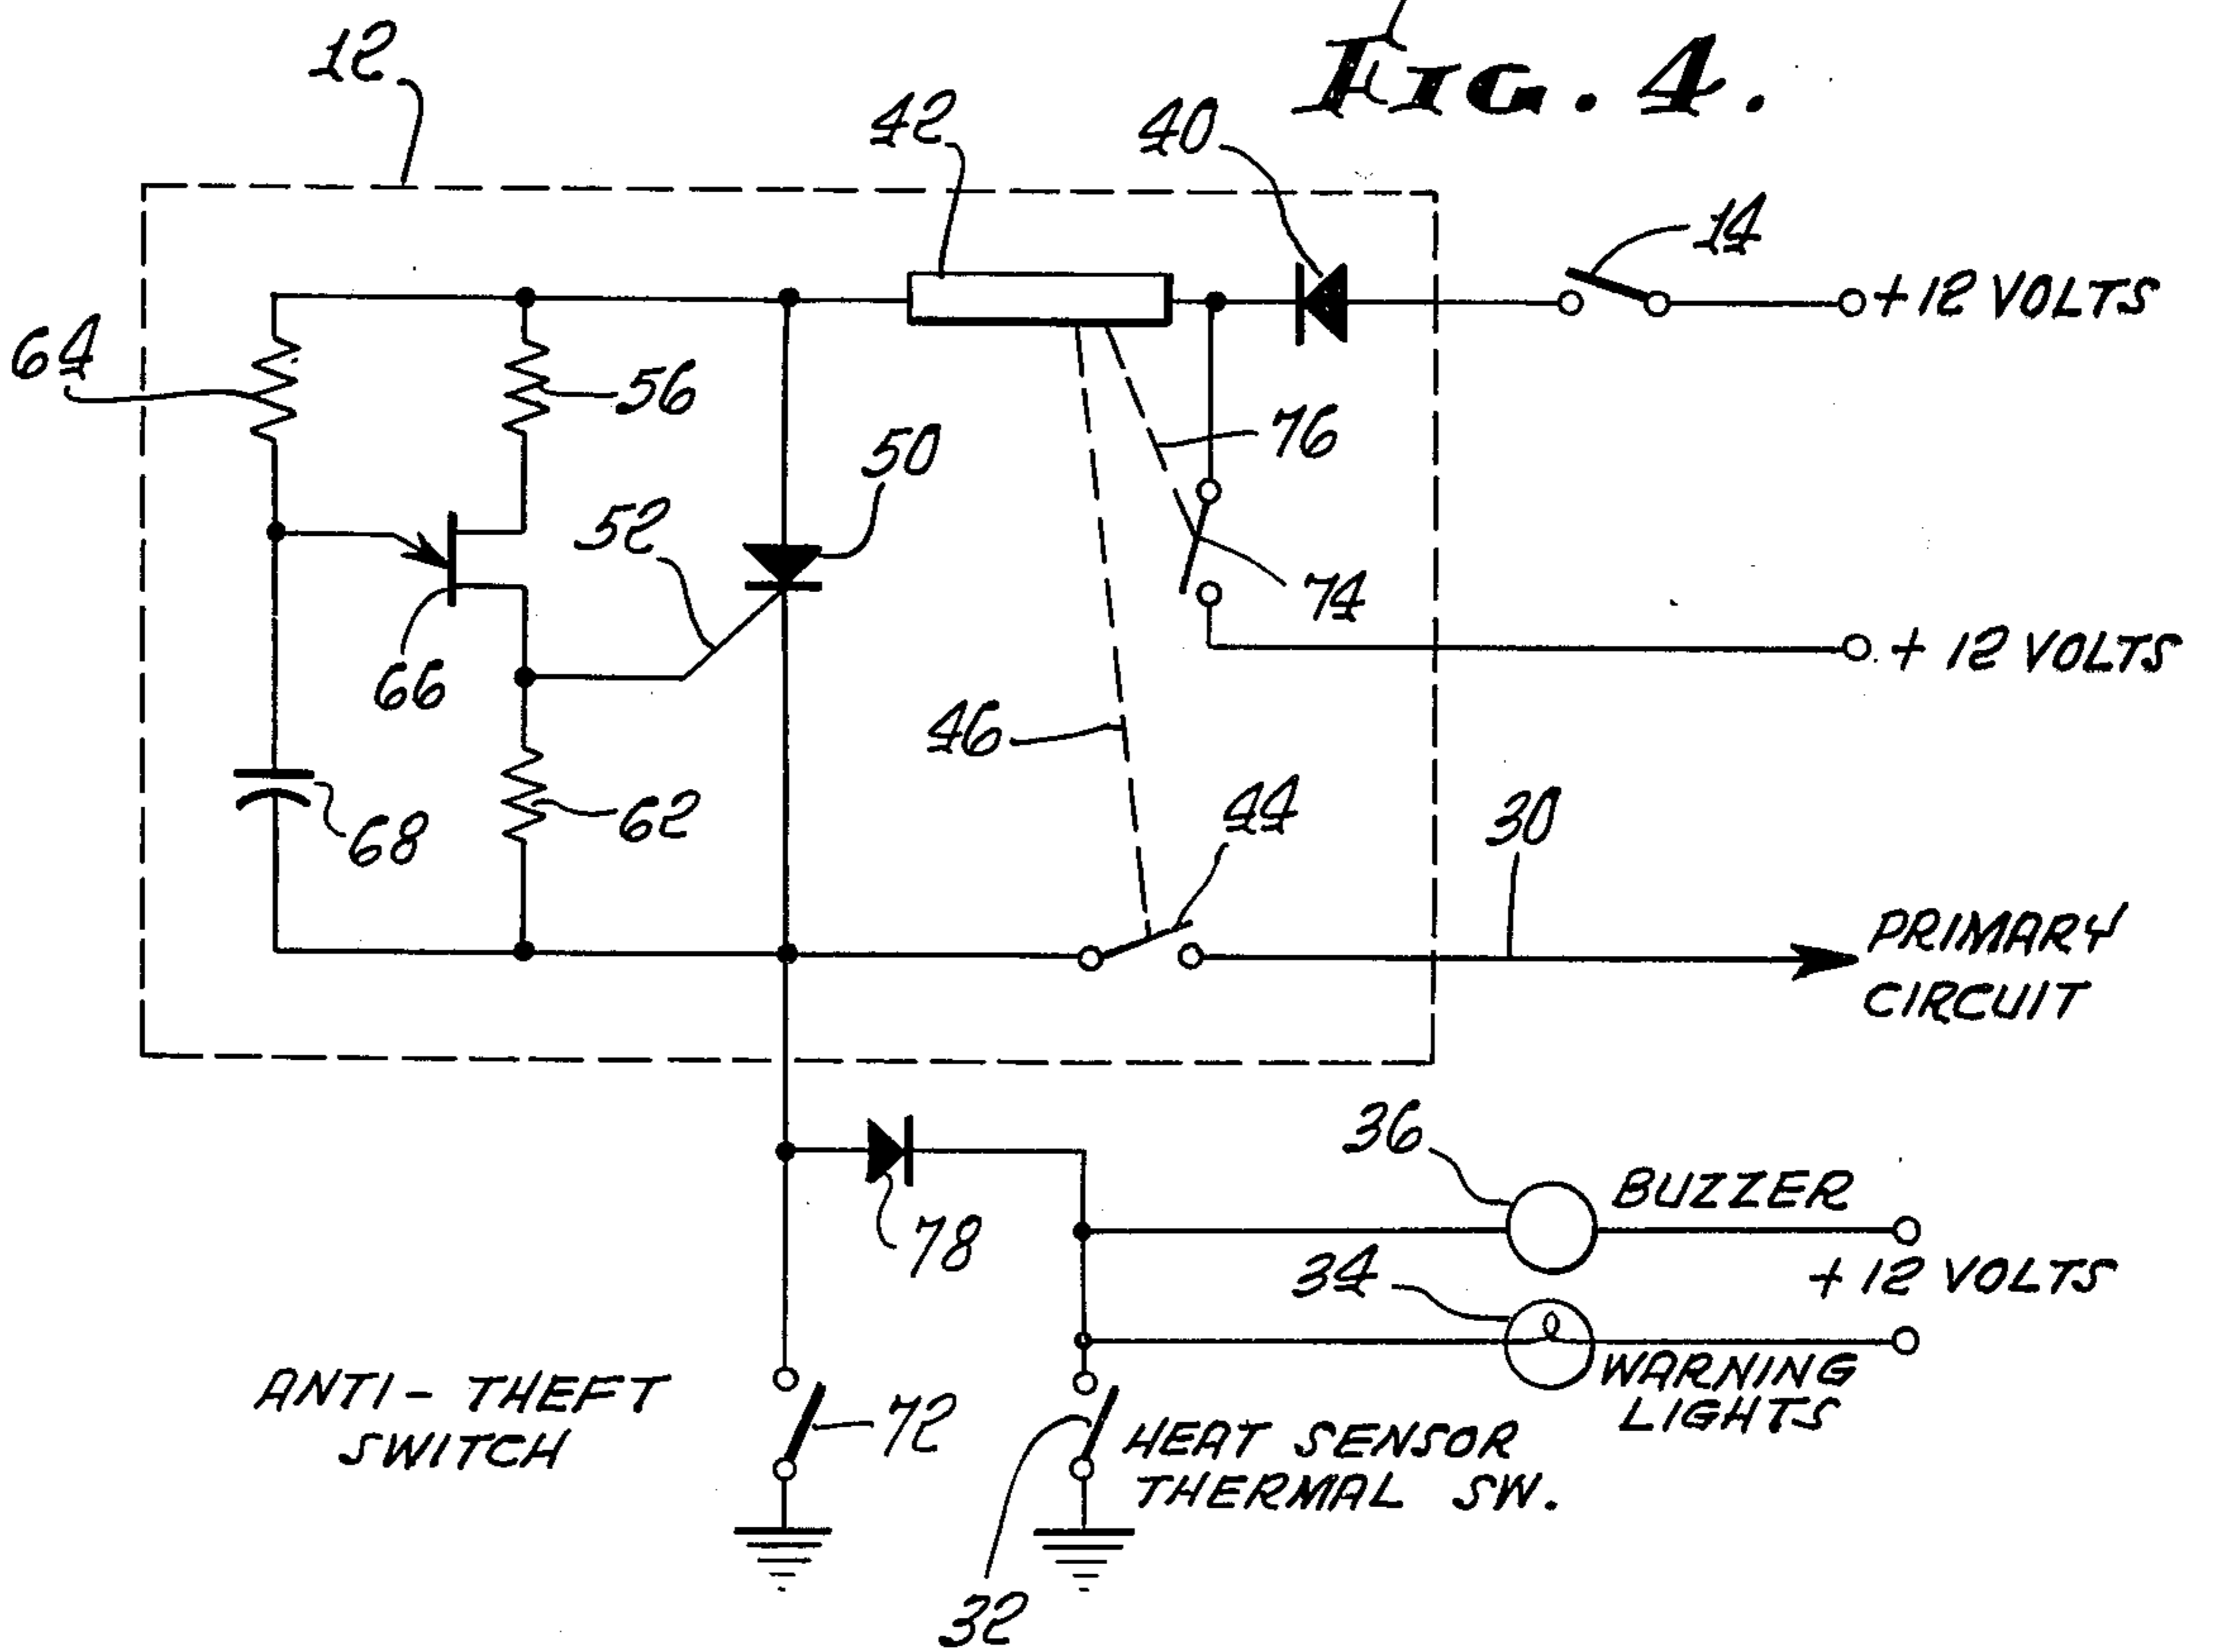 FIG. 4.
12
42
40
14
+12 VOLTS
64
56
76
50
52
74
66
+ 12 VOLTS
46
44
30
68
62
PRIMARY
CIRCUIT
36
BUZZER
78
34
+12 VOLTS
WARNING
LIGHTS
ANTI-THEFT
SWITCH
72
HEAT SENSOR
THERMAL SW.
32